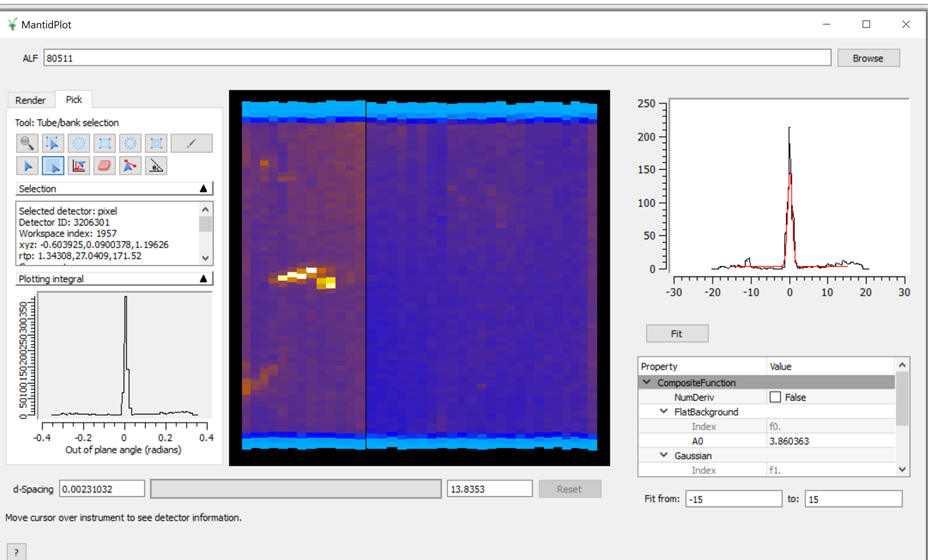 MantidPlot
ALF 80511 Browse
Render Pick
Tool: Tube/bank selection
Selection
Selected detector: pixel
Detector ID: 3206301
Workspace index: 1957
xyz: -0.603925,0.0900378,1.19626
rtp: 1.34308,27.0409,171.52
Plotting integral
0 50 100 150 200 250 300 350
-0.4 -0.2 0 0.2 0.4
Out of plane angle (radians)
250
200
150
100
50
0
-30 -20 -10 0 10 20 30
Fit
Property Value
CompositeFunction
NumDeriv False
FlatBackground
Index f0.
A0 3.860363
Gaussian
Index f1.
d-Spacing 0.00231032 13.8353 Reset
Fit from: -15 to: 15
Move cursor over instrument to see detector information.
?